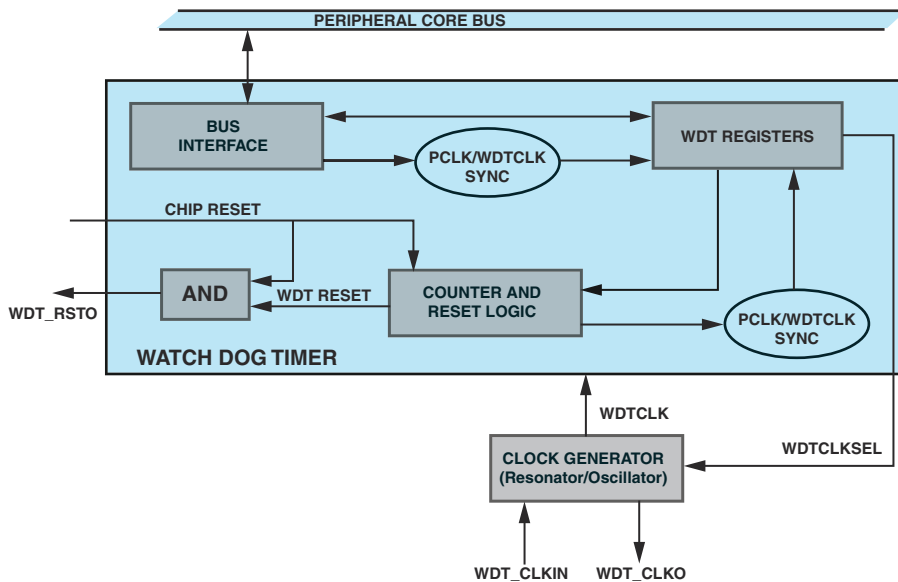 PERIPHERAL CORE BUS
BUS
INTERFACE
PCLK/WDTCLK
SYNC
WDT REGISTERS
CHIP RESET
AND
WDT RESET
WDT_RSTO
COUNTER AND
RESET LOGIC
PCLK/WDTCLK
SYNC
WATCH DOG TIMER
WDTCLK
WDTCLKSEL
CLOCK GENERATOR
(Resonator/Oscillator)
WDT_CLKIN
WDT_CLKO